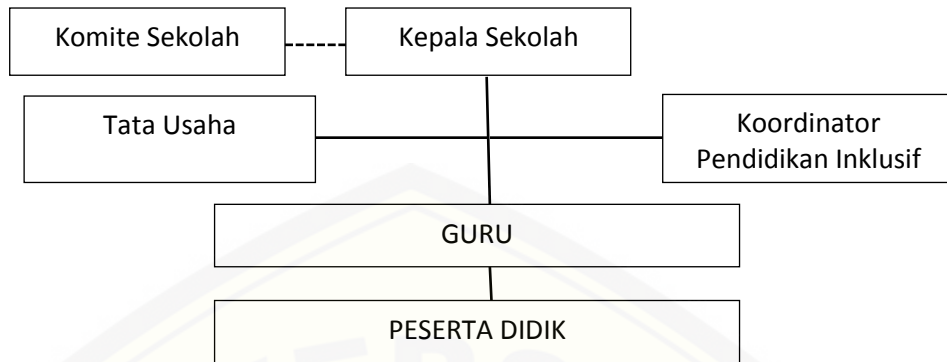 Komite Sekolah
Kepala Sekolah
Tata Usaha
Koordinator
Pendidikan Inklusif
GURU
PESERTA DIDIK